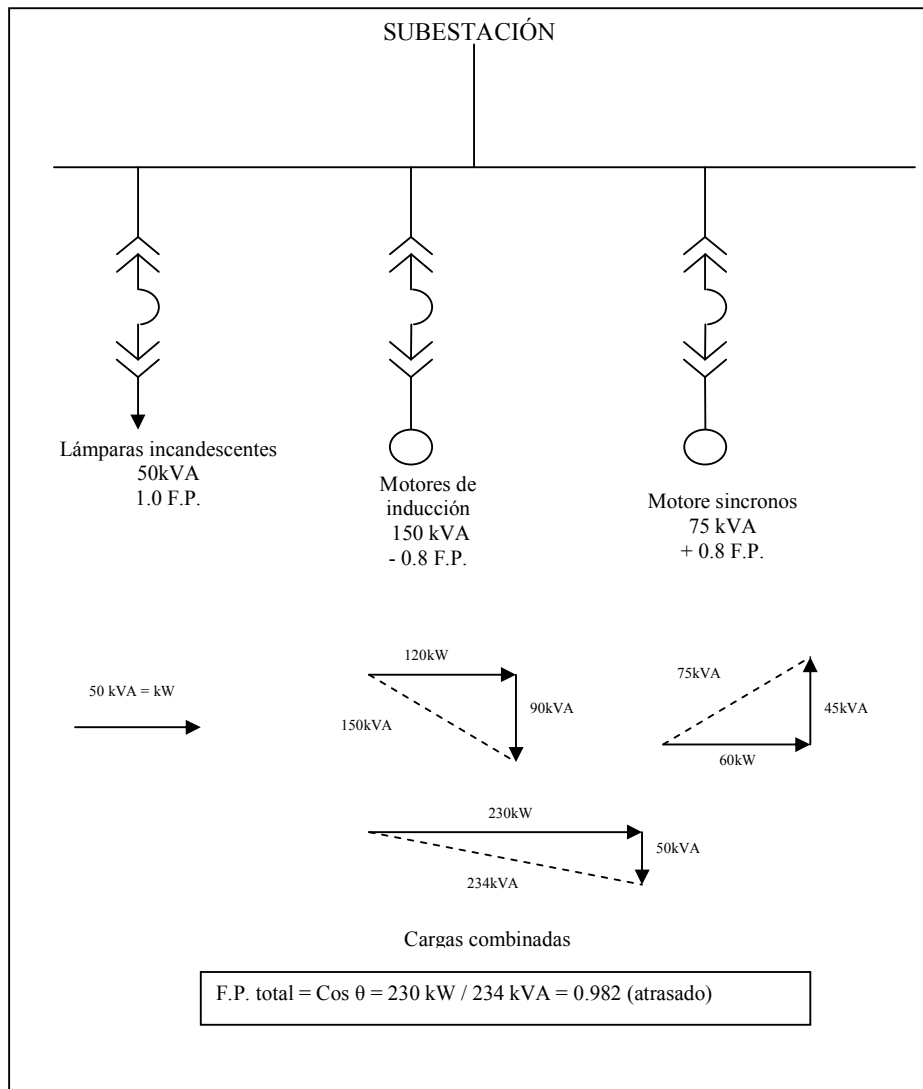 SUBESTACIÓN
Lámparas incandescentes
50kVA
1.0 F.P.
Motores de
inducción
150 kVA
- 0.8 F.P.
Motore sincronos
75 kVA
+ 0.8 F.P.
50 kVA = kW
120kW
150kVA
90kVA
75kVA
45kVA
60kW
230kW
50kVA
234kVA
Cargas combinadas
F.P. total = Cos θ = 230 kW / 234 kVA = 0.982 (atrasado)